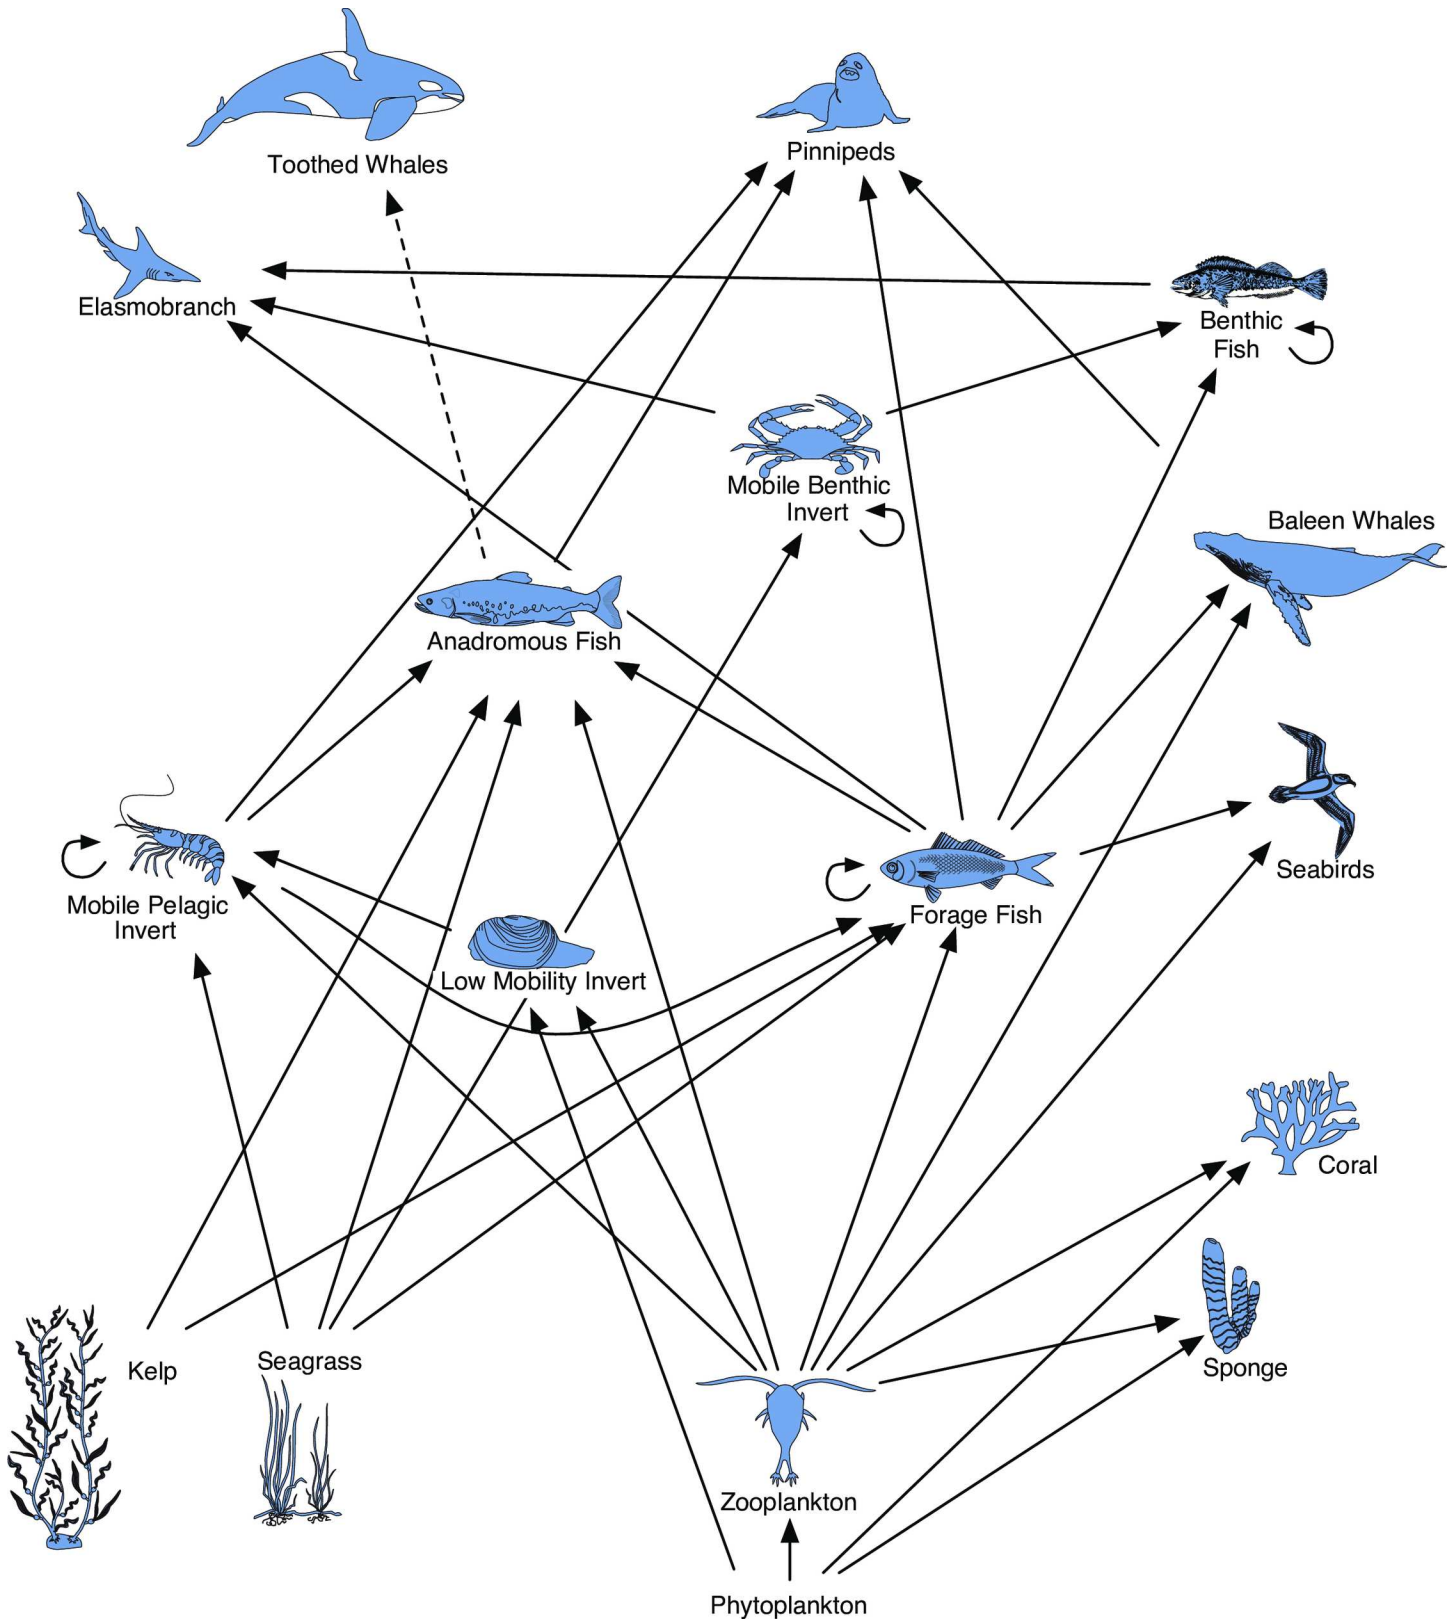 Toothed Whales
Pinnipeds
Elasmobranch
Benthic
Fish
Mobile Benthic
Invert
Baleen Whales
Anadromous Fish
Seabirds
Mobile Pelagic
Invert
Forage Fish
Low Mobility Invert
Coral
Kelp
Seagrass
Sponge
Zooplankton
Phytoplankton